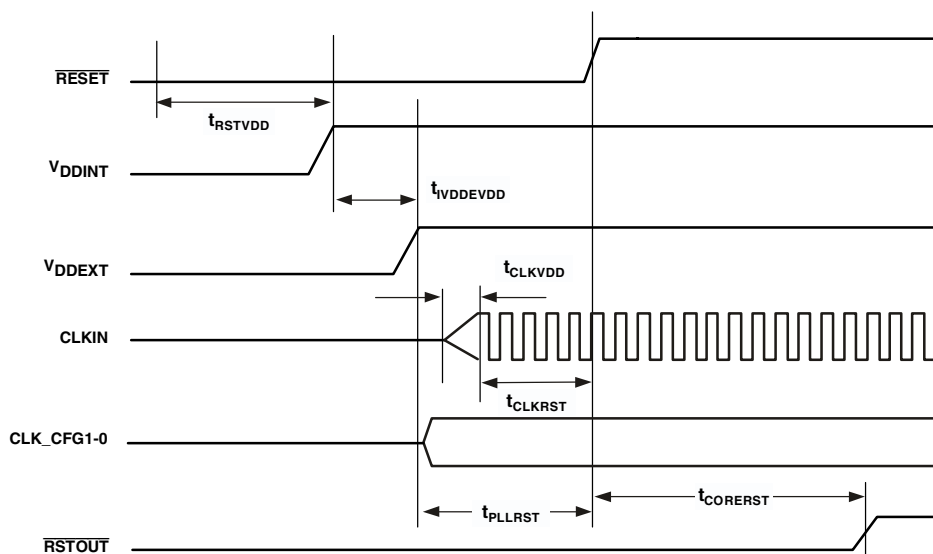 RESET
tRSTVDD
VDDINT
tIVDDEVDD
VDDEXT
tCLKVDD
CLKIN
tCLKRST
CLK_CFG1-0
tCORERST
tPLLRST
RSTOUT